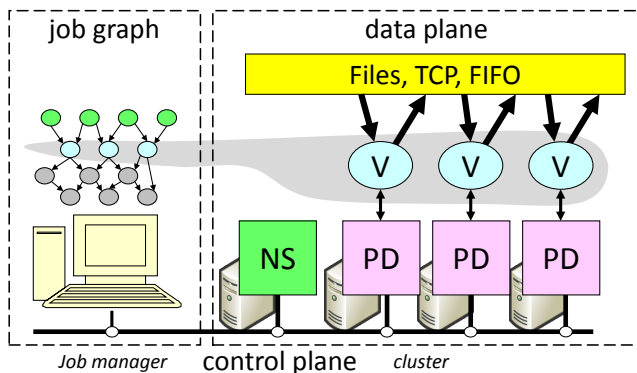 job graph
data plane
Files, TCP, FIFO
V V V
NS PD PD PD
Job manager control plane cluster